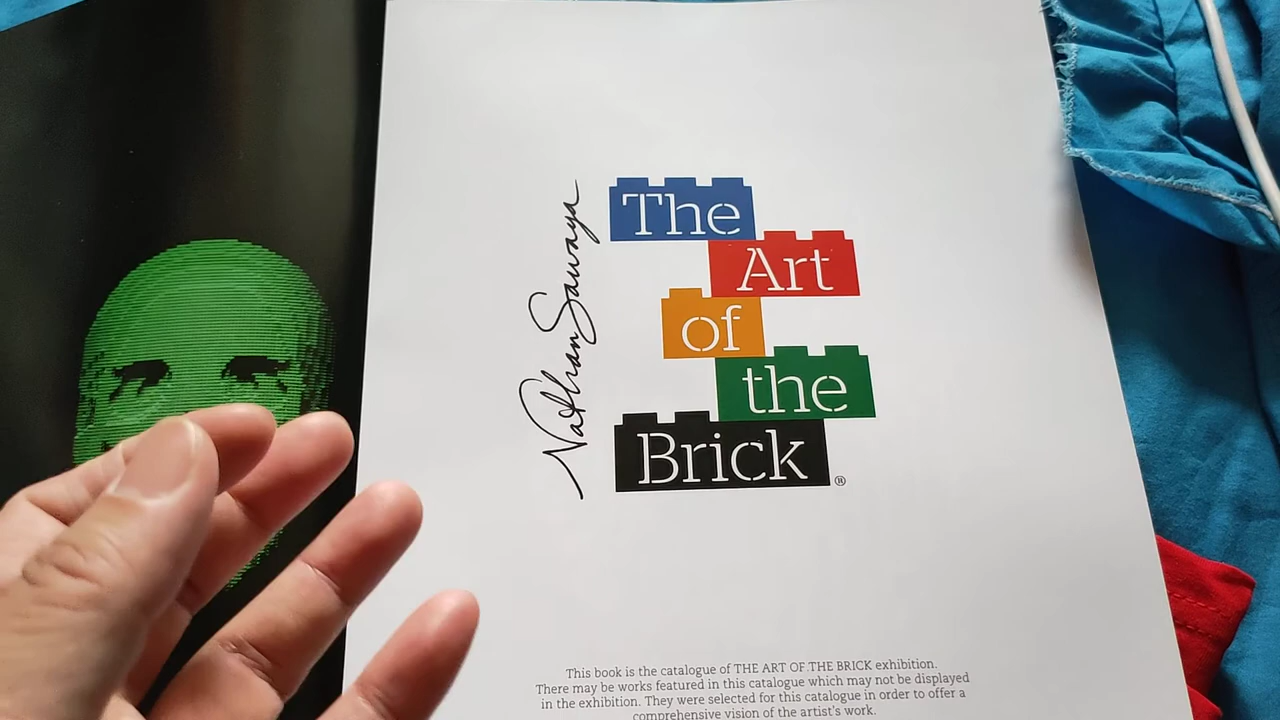 Nathan Sawaya
The
Art
of
the
Brick
®
This book is the catalogue of THE ART OF THE BRICK exhibition.
There may be works featured in this catalogue which may not be displayed
in the exhibition. They were selected for this catalogue in order to offer a
comprehensive vision of the artist's work.